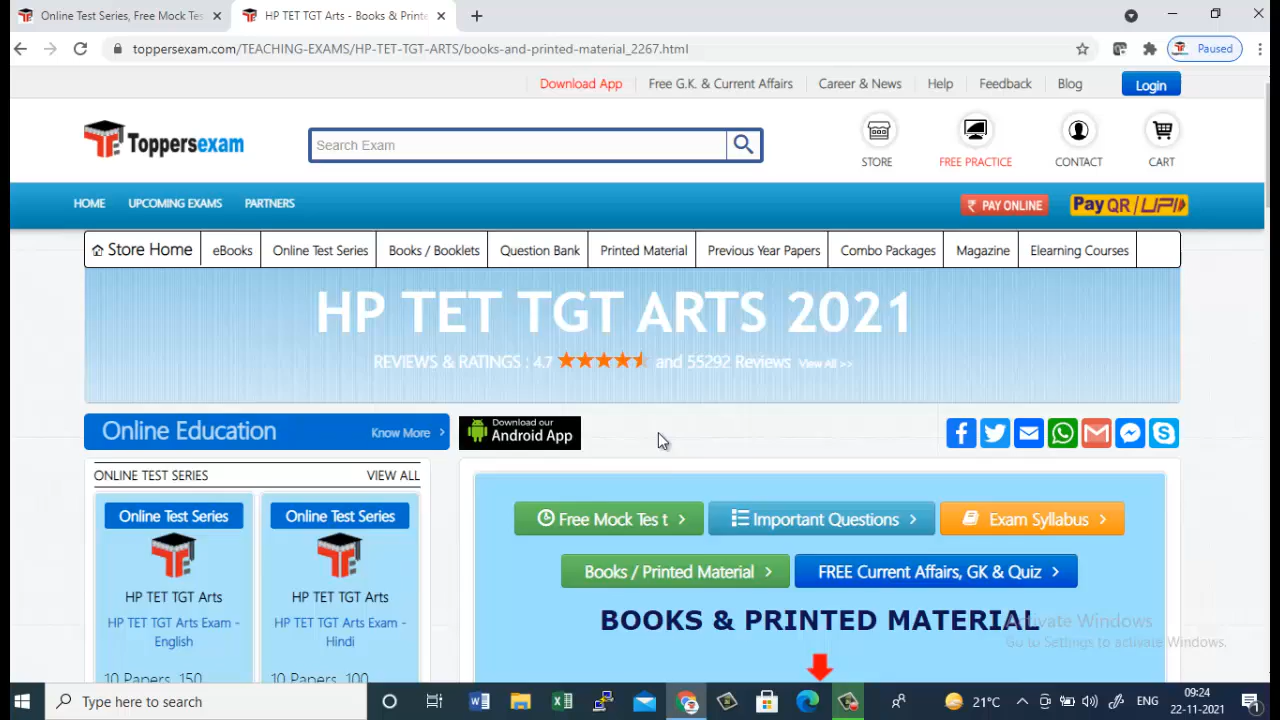 Online Test Series, Free Mock Tes
HP TET TGT Arts - Books & Printe
toppersexam.com/TEACHING-EXAMS/HP-TET-TGT-ARTS/books-and-printed-material_2267.html
Paused
Download App
Free G.K. & Current Affairs
Career & News
Help
Feedback
Blog
Login
Toppersexam
Search Exam
STORE
FREE PRACTICE
CONTACT
CART
HOME
UPCOMING EXAMS
PARTNERS
₹ PAY ONLINE
Pay QR / UPI
Store Home
eBooks
Online Test Series
Books / Booklets
Question Bank
Printed Material
Previous Year Papers
Combo Packages
Magazine
Elearning Courses
HP TET TGT ARTS 2021
REVIEWS & RATINGS : 4.7 and 55292 Reviews View All >>
Online Education
Know More >
Download our
Android App
ONLINE TEST SERIES
VIEW ALL
Online Test Series
HP TET TGT Arts
HP TET TGT Arts Exam -
English
10 Papers, 150
Online Test Series
HP TET TGT Arts
HP TET TGT Arts Exam -
Hindi
10 Papers, 100
Free Mock Tes t >
Important Questions >
Exam Syllabus >
Books / Printed Material >
FREE Current Affairs, GK & Quiz >
BOOKS & PRINTED MATERIAL
Activate Windows
Go to Settings to activate Windows.
Type here to search
21°C
ENG
09:24
22-11-2021
1